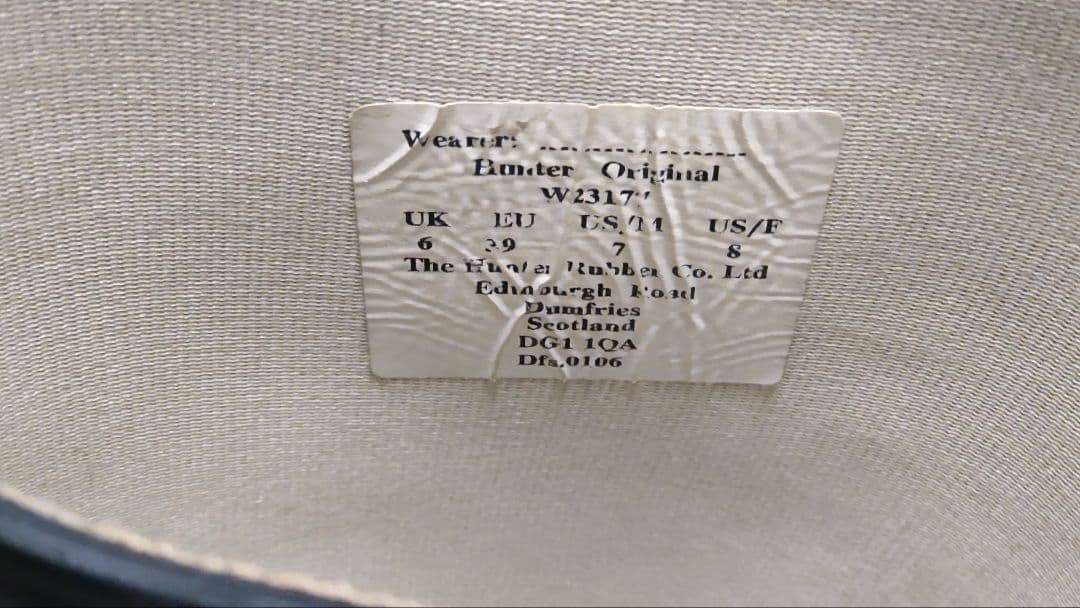 Wearer: ....................
Hunter Original
UK EU US/M US/F
6 39 7 8
The Hunter Rubber Co. Ltd
Edinburgh Road
Dumfries
Scotland
DG1 1QA
Dfs.0106